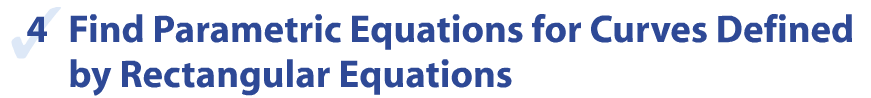 4 Find Parametric Equations for Curves Defined
by Rectangular Equations